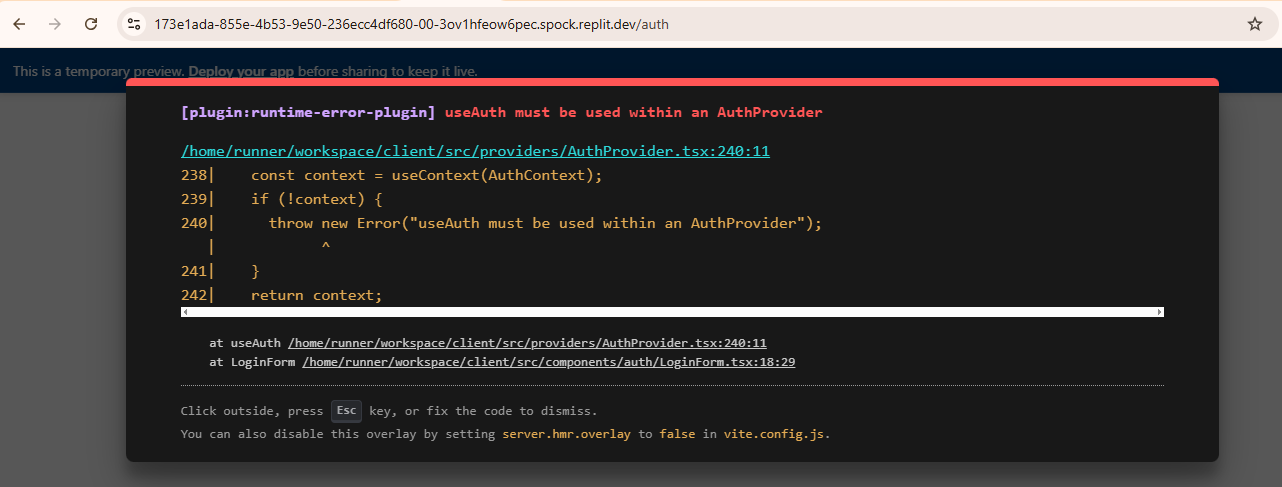 173e1ada-855e-4b53-9e50-236ecc4df680-00-3ov1hfeow6pec.spock.replit.dev/auth
This is a temporary preview. Deploy your app before sharing to keep it live.
[plugin:runtime-error-plugin] useAuth must be used within an AuthProvider
/home/runner/workspace/client/src/providers/AuthProvider.tsx:240:11
238|    const context = useContext(AuthContext);
239|    if (!context) {
240|      throw new Error("useAuth must be used within an AuthProvider");
   |            ^
241|    }
242|    return context;
at useAuth /home/runner/workspace/client/src/providers/AuthProvider.tsx:240:11
at LoginForm /home/runner/workspace/client/src/components/auth/LoginForm.tsx:18:29
Click outside, press Esc key, or fix the code to dismiss.
You can also disable this overlay by setting server.hmr.overlay to false in vite.config.js.